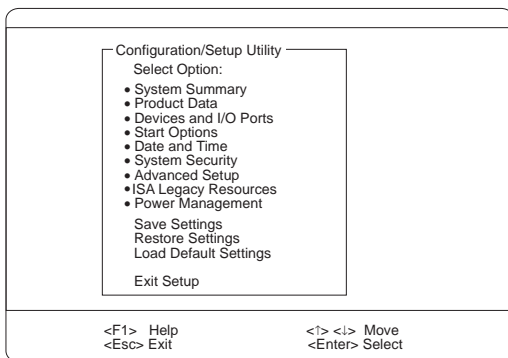 Configuration/Setup Utility
Select Option:
• System Summary
• Product Data
• Devices and I/O Ports
• Start Options
• Date and Time
• System Security
• Advanced Setup
•ISA Legacy Resources
• Power Management
Save Settings
Restore Settings
Load Default Settings
Exit Setup
<F1> Help <↑> <↓> Move
<Esc> Exit <Enter> Select